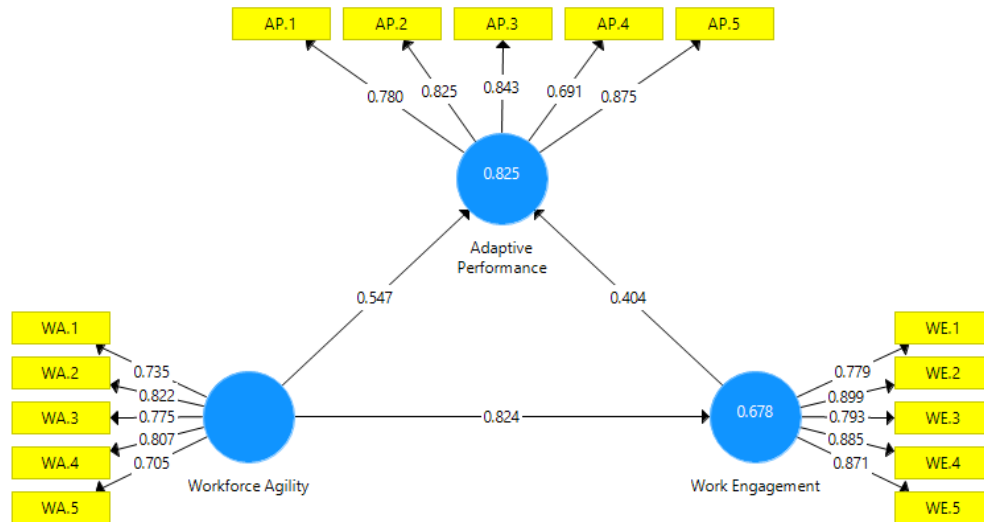 AP.1
AP.2
AP.3
AP.4
AP.5
0.780
0.825
0.843
0.691
0.875
0.825
Adaptive
Performance
0.547
0.404
WA.1
WA.2
WA.3
WA.4
WA.5
0.735
0.822
0.775
0.807
0.705
Workforce Agility
0.824
0.678
Work Engagement
0.779
0.899
0.793
0.885
0.871
WE.1
WE.2
WE.3
WE.4
WE.5